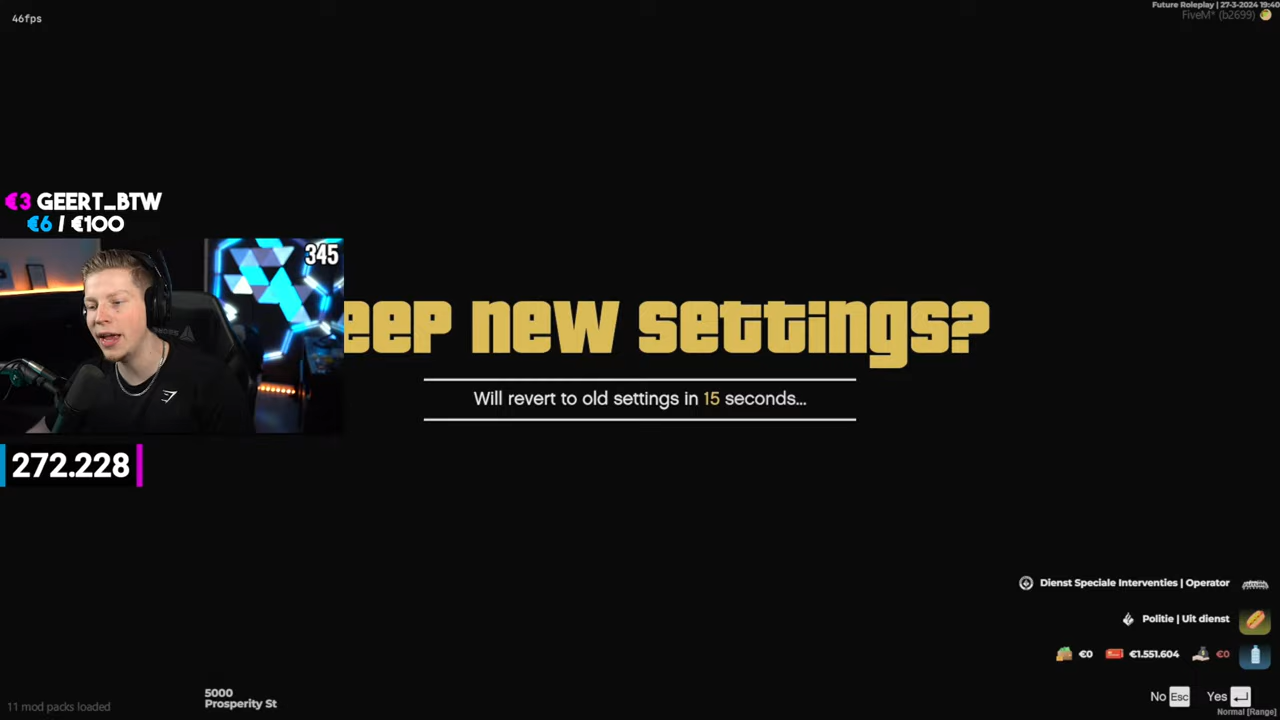 46fps
Future Roleplay | 27-3-2024 19:40
FiveM* (b2699)
€3 GEERT_BTW
€6 / €100
345
eep new settings?
Will revert to old settings in 15 seconds...
272.228
Dienst Speciale Interventies | Operator
Politie | Uit dienst
€0 €1.551.604 €0
5000
Prosperity St
No Esc Yes
11 mod packs loaded
Normal [Range]